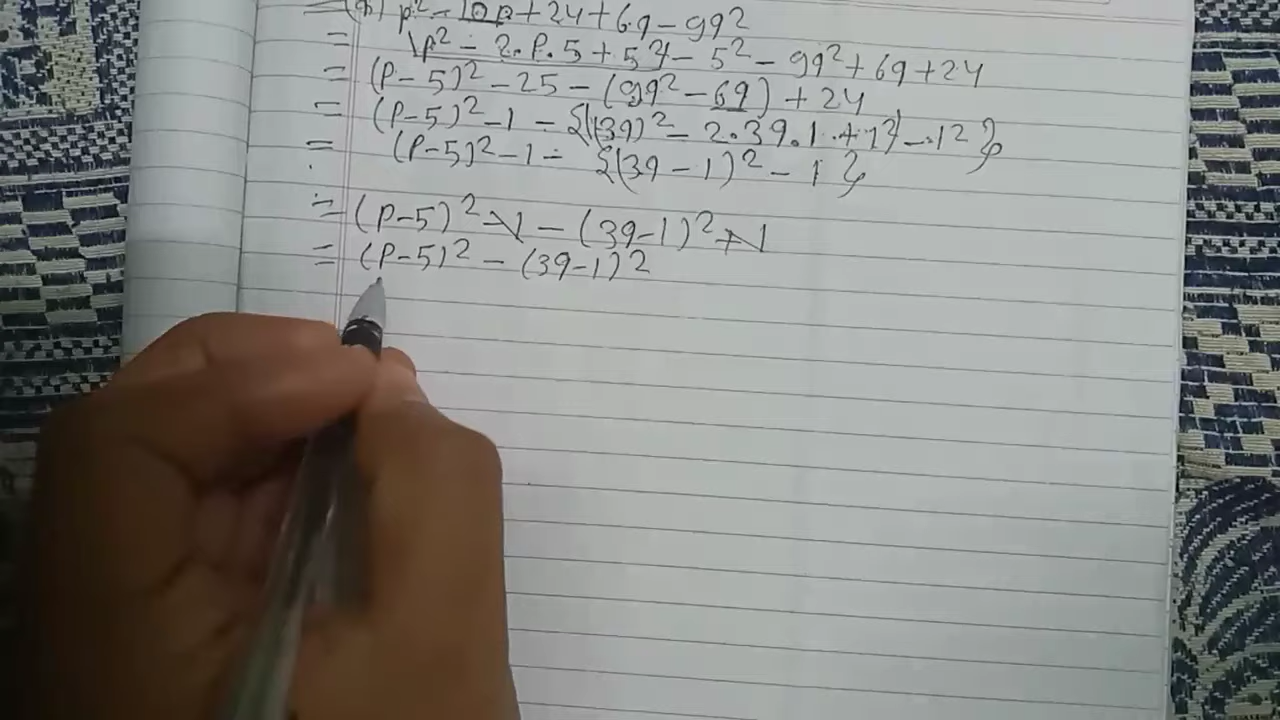 p² - 10p + 24 + 6q - 9q²
= p² - 2.P.5 + 5² - 5² - 9q² + 6q + 24
= (P-5)² - 25 - (9q² - 6q) + 24
= (P-5)² - 1 - {(3q)² - 2.3q.1 + 1² - 1²}
= (P-5)² - 1 - {(3q - 1)² - 1}
= (P-5)² - 1 - (3q-1)² + 1
= (P-5)² - (3q-1)²